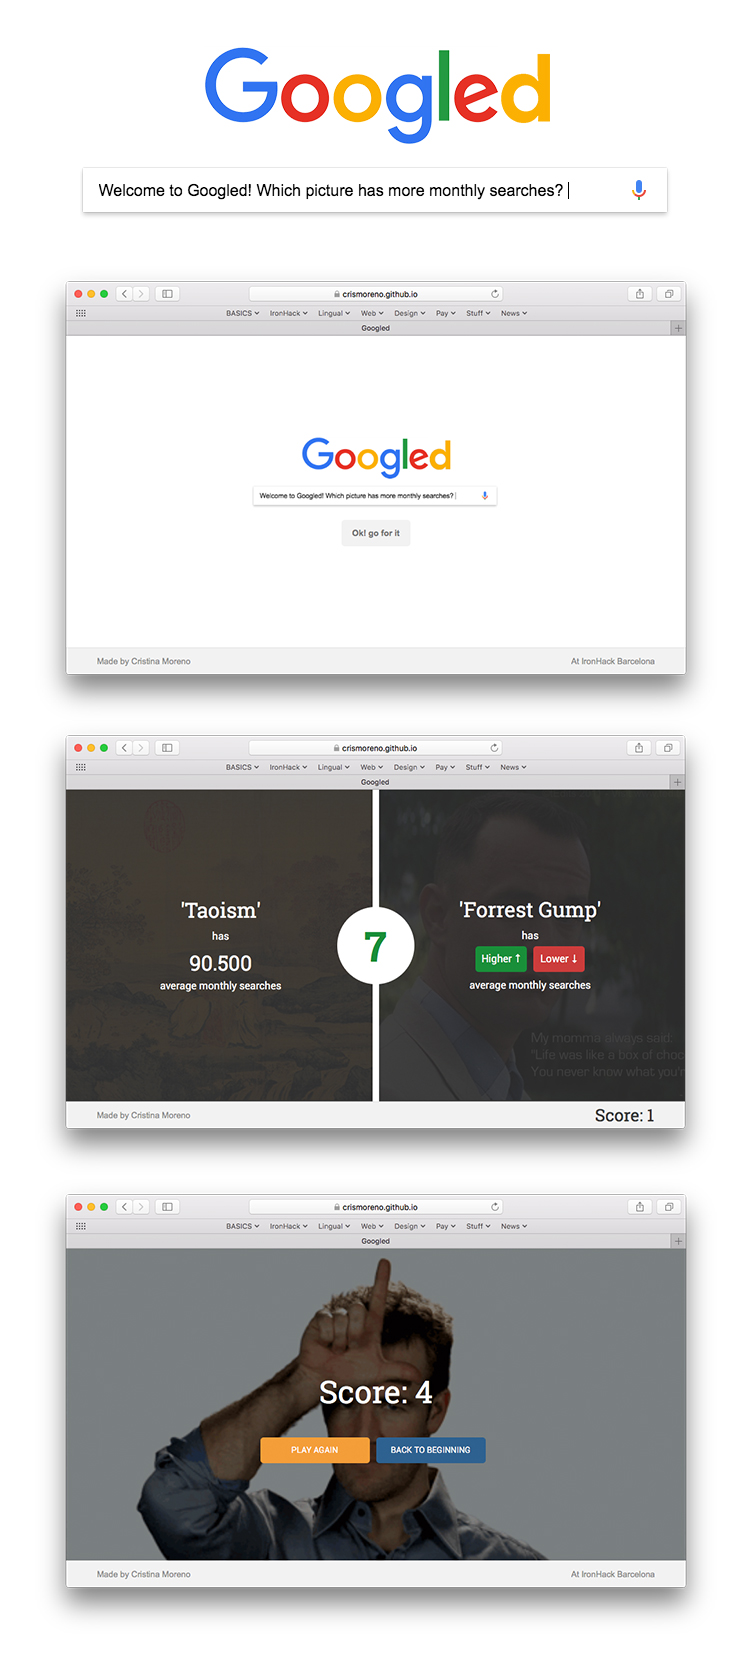 Googled
Welcome to Googled! Which picture has more monthly searches?
crismoreno.github.io
BASICS IronHack Lingual Web Design Pay Stuff News
Googled
Googled
Welcome to Googled! Which picture has more monthly searches?
Ok! go for it
Made by Cristina Moreno At IronHack Barcelona
crismoreno.github.io
BASICS IronHack Lingual Web Design Pay Stuff News
Googled
'Taoism'
has
90.500
average monthly searches
7
'Forrest Gump'
has
Higher ↑ Lower ↓
average monthly searches
My momma always said:
"Life was like a box of choc
You never know what you'r
Made by Cristina Moreno Score: 1
crismoreno.github.io
BASICS IronHack Lingual Web Design Pay Stuff News
Googled
Score: 4
PLAY AGAIN BACK TO BEGINNING
Made by Cristina Moreno At IronHack Barcelona